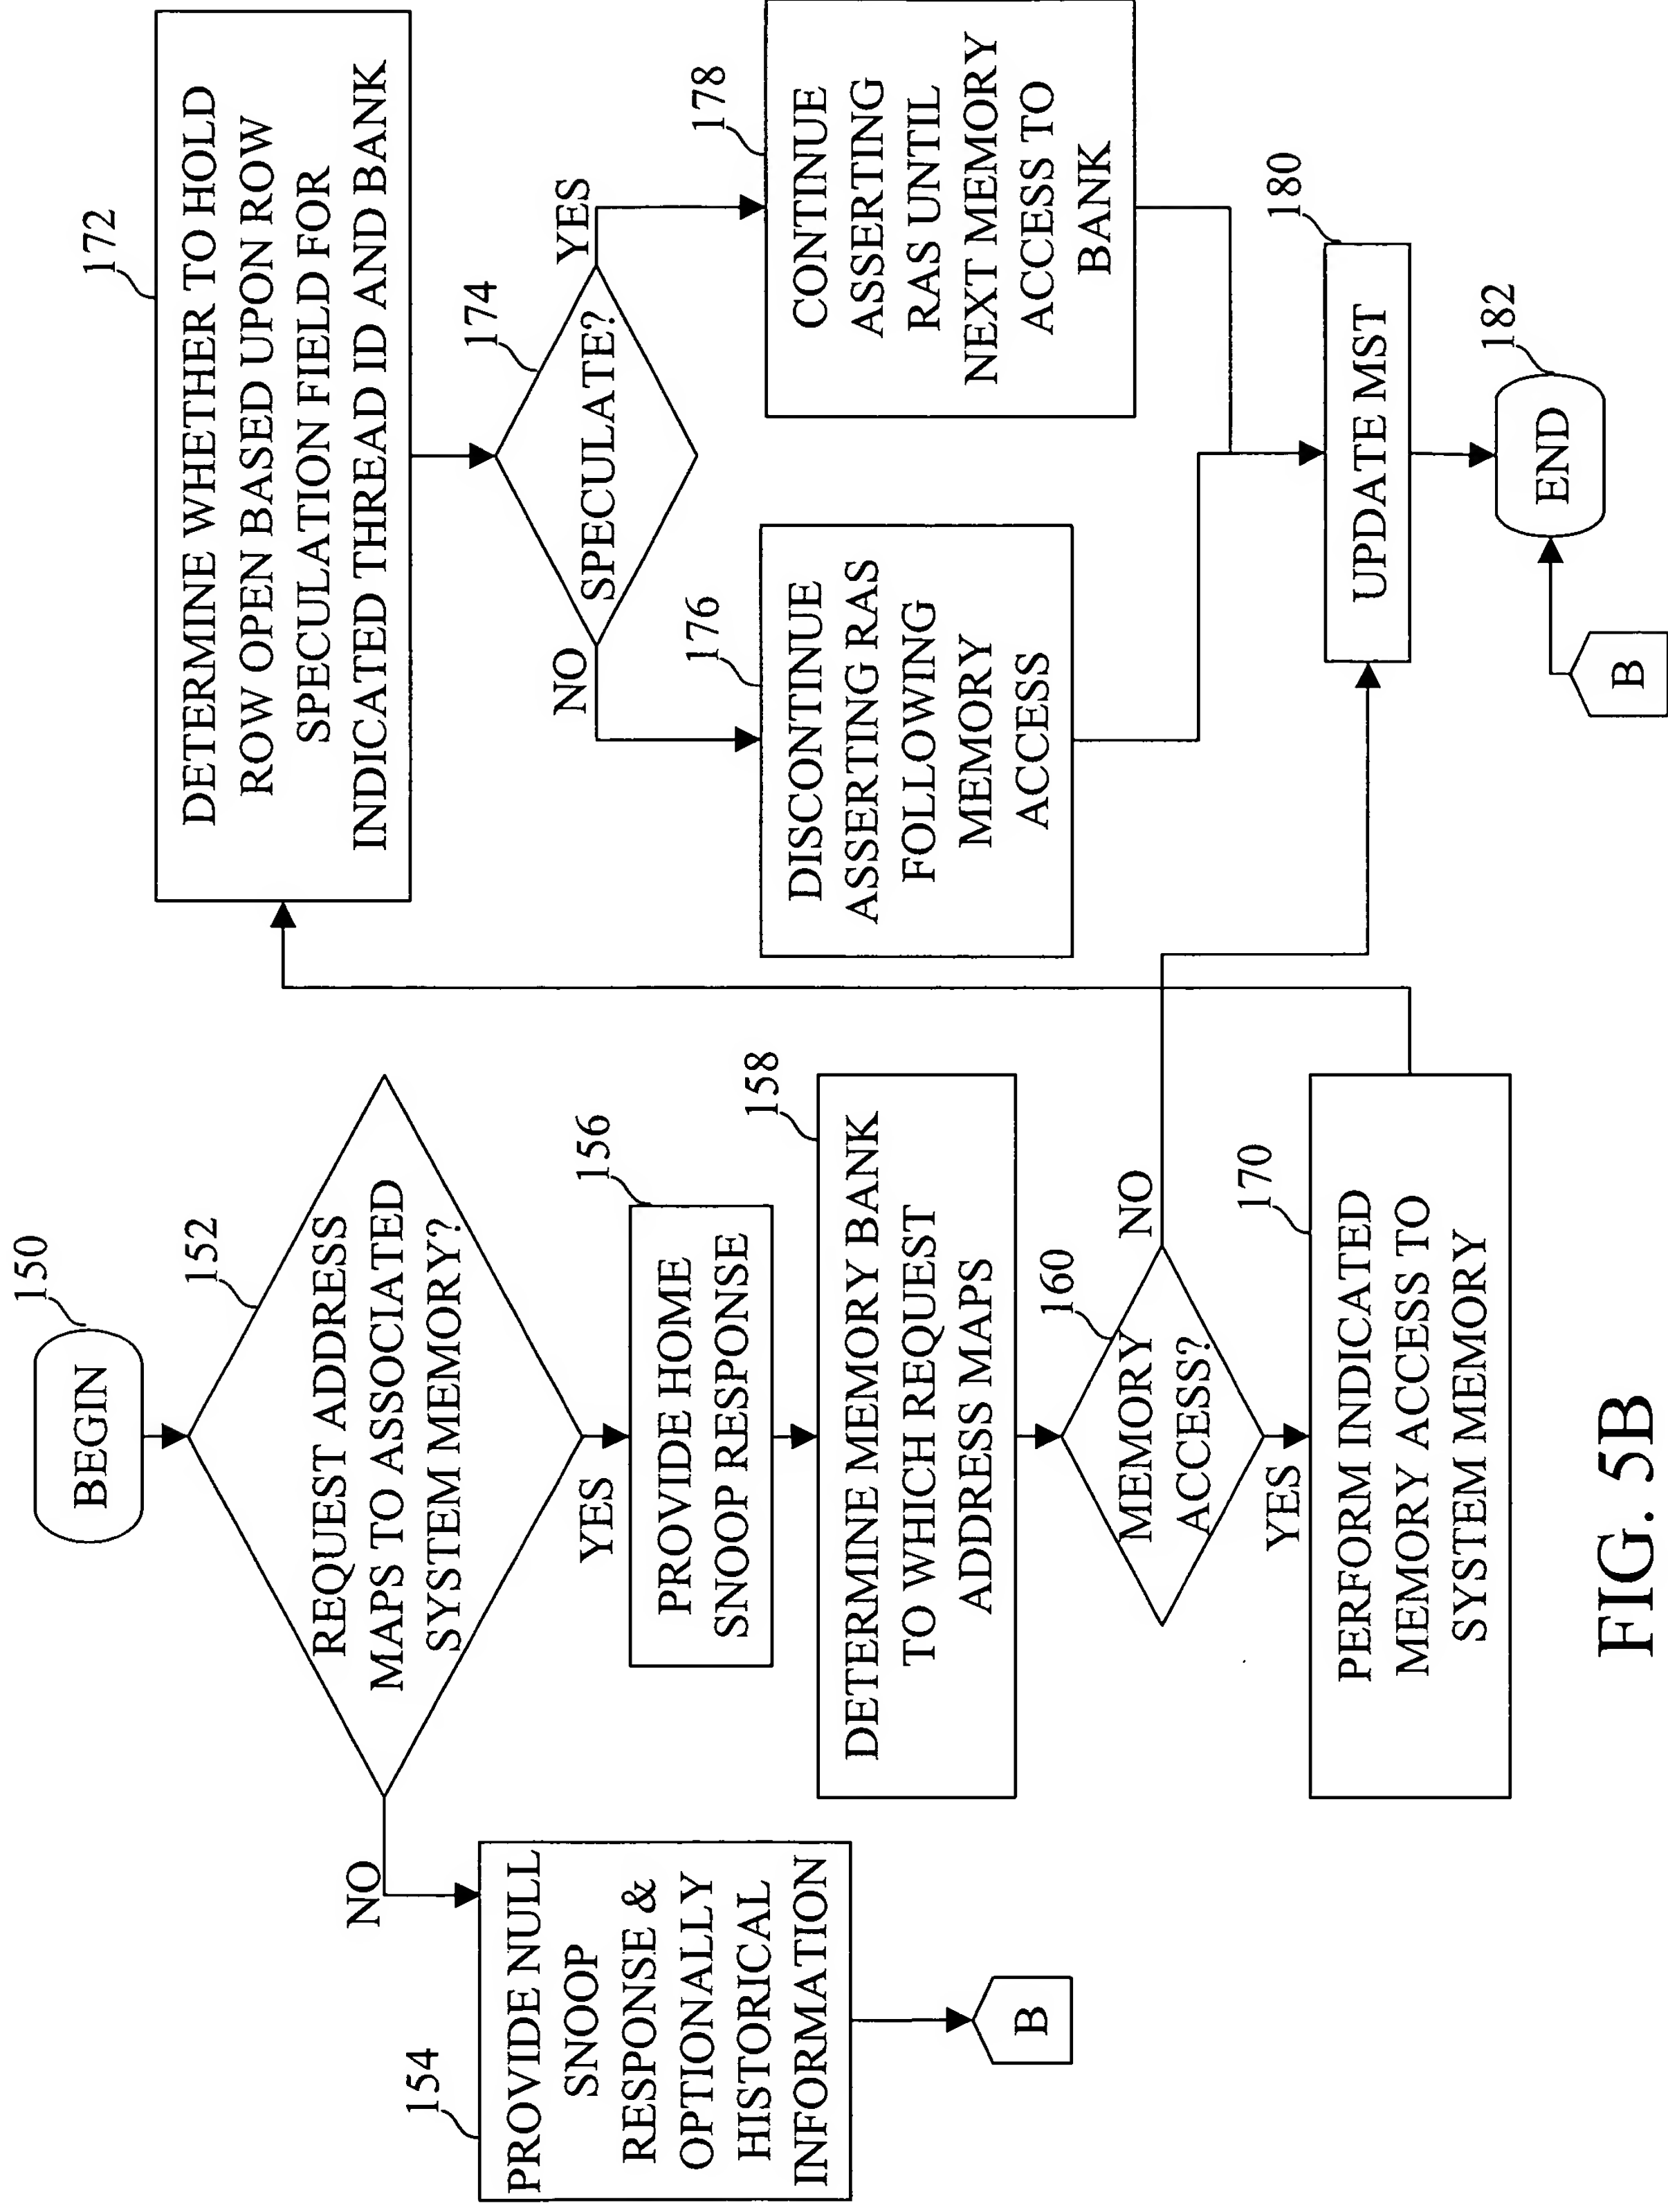 150
BEGIN
152
REQUEST ADDRESS
MAPS TO ASSOCIATED
SYSTEM MEMORY?
NO
YES
154
PROVIDE NULL
SNOOP
RESPONSE &
OPTIONALLY
HISTORICAL
INFORMATION
B
156
PROVIDE HOME
SNOOP RESPONSE
158
DETERMINE MEMORY BANK
TO WHICH REQUEST
ADDRESS MAPS
160
MEMORY
ACCESS?
NO
YES
170
PERFORM INDICATED
MEMORY ACCESS TO
SYSTEM MEMORY
172
DETERMINE WHETHER TO HOLD
ROW OPEN BASED UPON ROW
SPECULATION FIELD FOR
INDICATED THREAD ID AND BANK
174
SPECULATE?
NO
YES
176
DISCONTINUE
ASSERTING RAS
FOLLOWING
MEMORY
ACCESS
178
CONTINUE
ASSERTING
RAS UNTIL
NEXT MEMORY
ACCESS TO
BANK
180
UPDATE MST
182
END
B
FIG. 5B